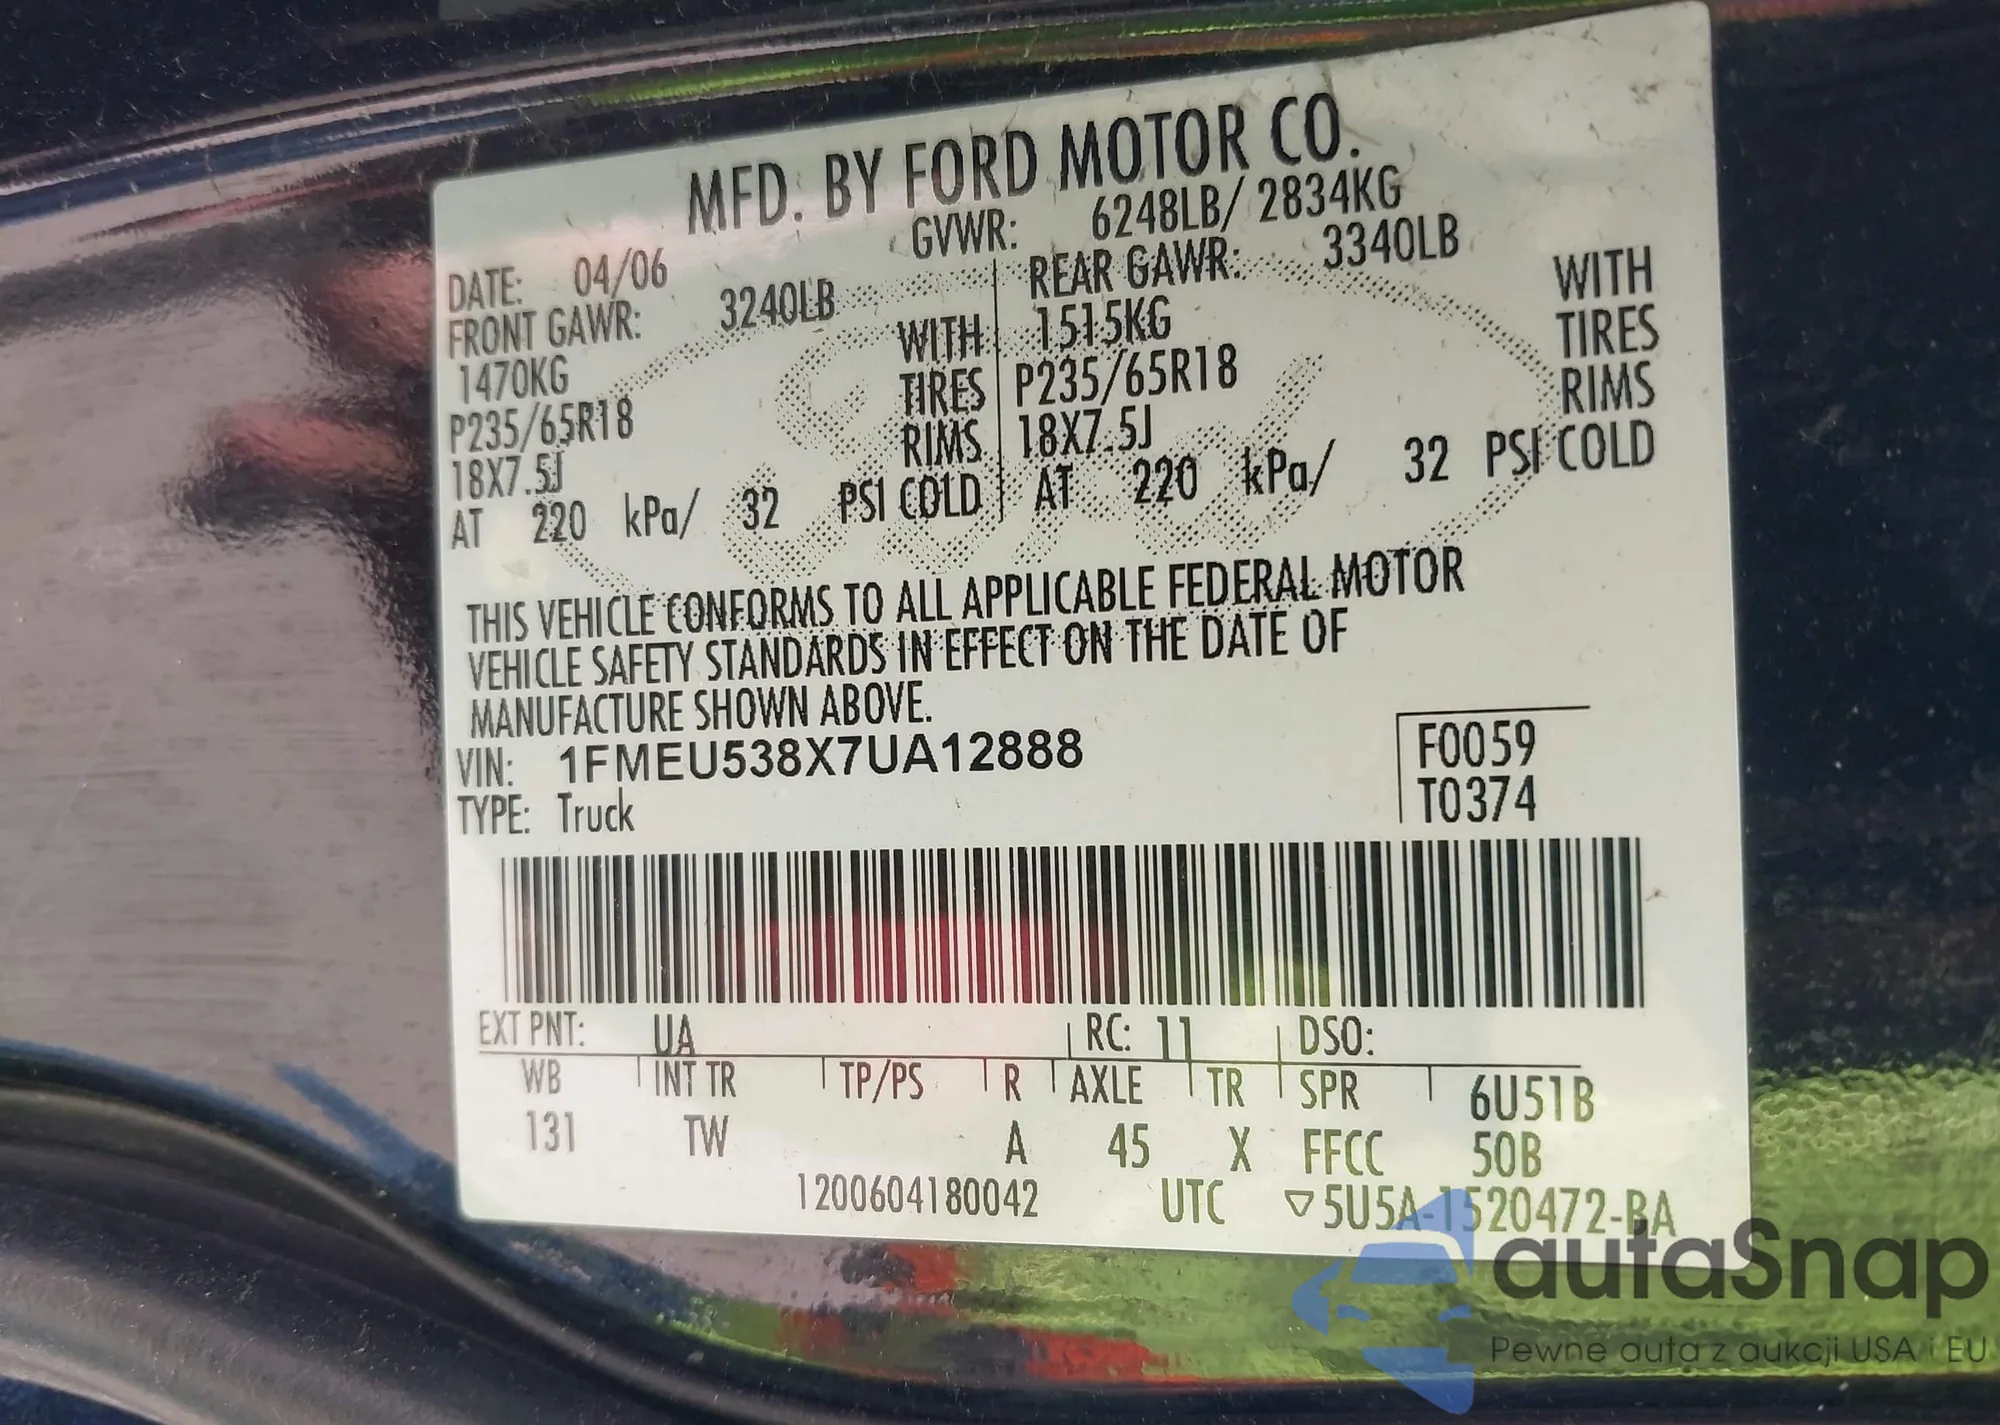 MFD. BY FORD MOTOR CO.
DATE: 04/06 GVWR: 6248LB/ 2834KG
FRONT GAWR: 3240LB REAR GAWR: 3340LB
1470KG WITH 1515KG WITH
P235/65R18 TIRES P235/65R18 TIRES
18X7.5J RIMS 18X7.5J RIMS
AT 220 kPa/ 32 PSI COLD AT 220 kPa/ 32 PSI COLD
THIS VEHICLE CONFORMS TO ALL APPLICABLE FEDERAL MOTOR
VEHICLE SAFETY STANDARDS IN EFFECT ON THE DATE OF
MANUFACTURE SHOWN ABOVE.
VIN: 1FMEU538X7UA12888 F0059
TYPE: Truck T0374
EXT PNT: UA RC: 11 DSO:
WB INT TR TP/PS R AXLE TR SPR 6U51B
131 TW A 45 X FFCC 50B
1200604180042 UTC ▽5U5A-1520472-BA
autaSnap
Pewne auta z aukcji USA i EU